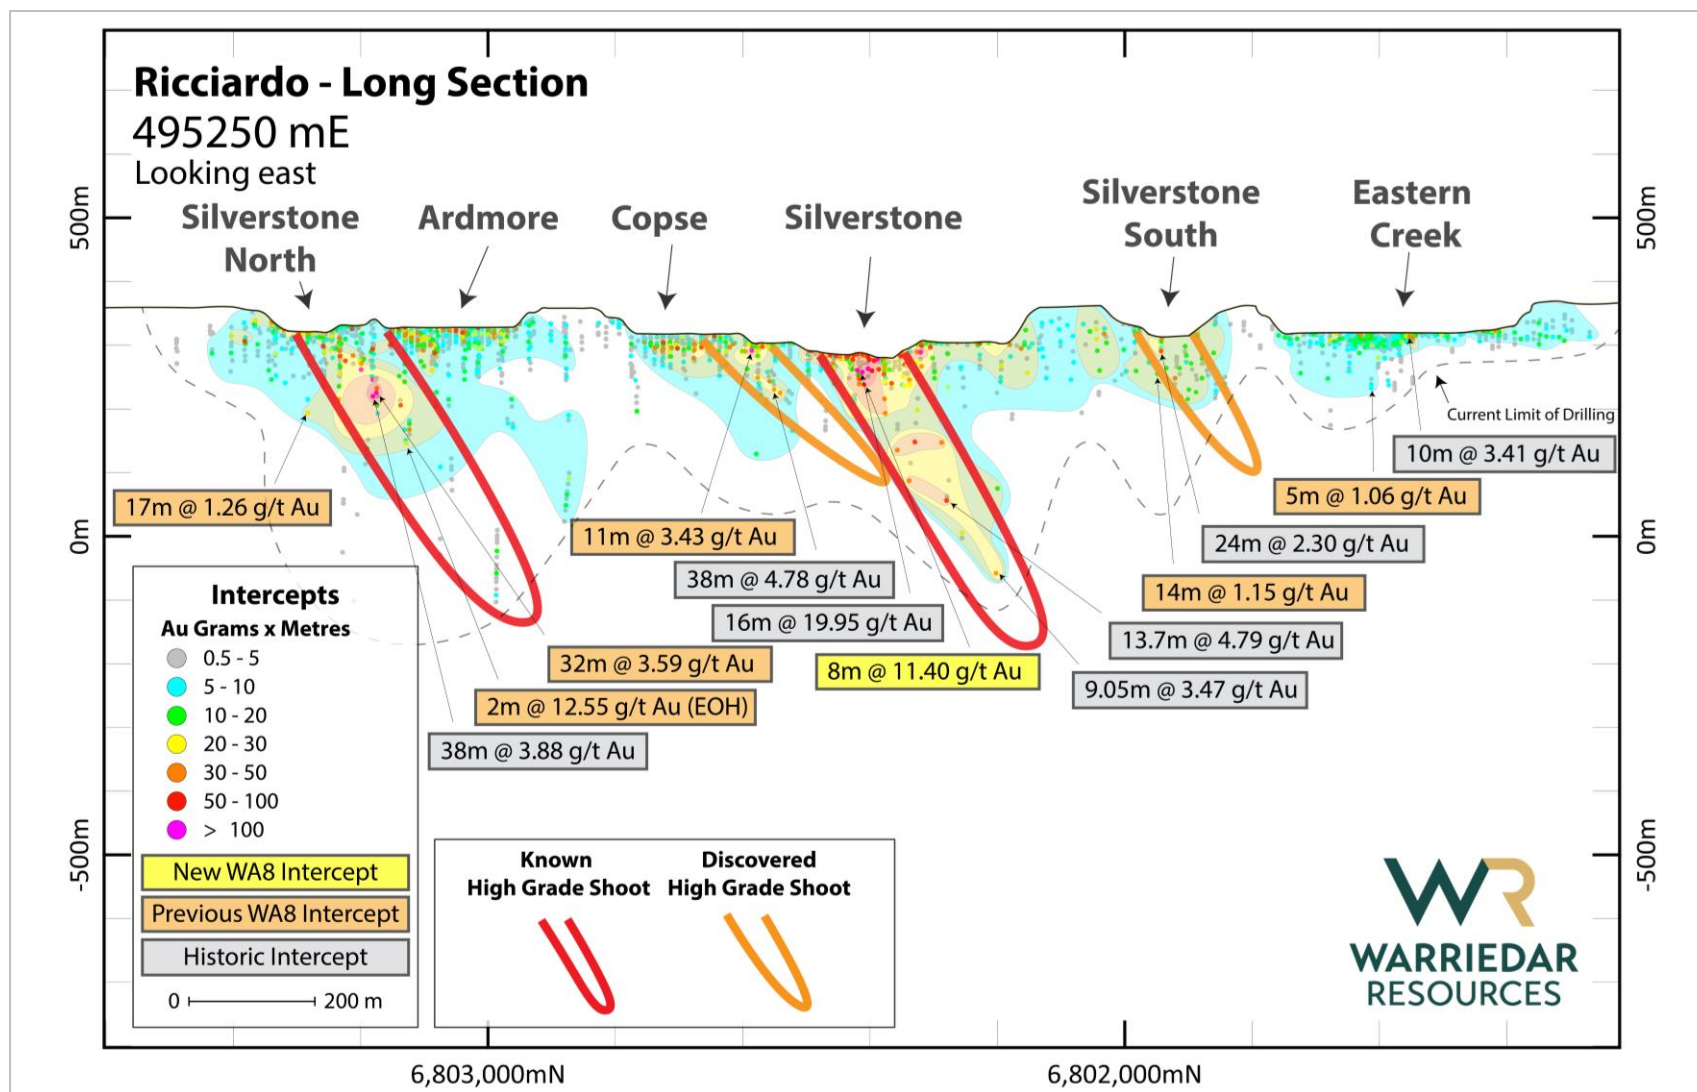 Ricciardo - Long Section
495250 mE
Looking east
Silverstone
North
Ardmore
Copse
Silverstone
Silverstone
South
Eastern
Creek
500m
0m
-500m
500m
0m
-500m
Current Limit of Drilling
17m @ 1.26 g/t Au
11m @ 3.43 g/t Au
38m @ 4.78 g/t Au
16m @ 19.95 g/t Au
32m @ 3.59 g/t Au
8m @ 11.40 g/t Au
2m @ 12.55 g/t Au (EOH)
38m @ 3.88 g/t Au
10m @ 3.41 g/t Au
5m @ 1.06 g/t Au
24m @ 2.30 g/t Au
14m @ 1.15 g/t Au
13.7m @ 4.79 g/t Au
9.05m @ 3.47 g/t Au
Intercepts
Au Grams x Metres
0.5 - 5
5 - 10
10 - 20
20 - 30
30 - 50
50 - 100
> 100
New WA8 Intercept
Previous WA8 Intercept
Historic Intercept
0 200 m
Known
High Grade Shoot
Discovered
High Grade Shoot
WR
WARRIEDAR
RESOURCES
6,803,000mN
6,802,000mN